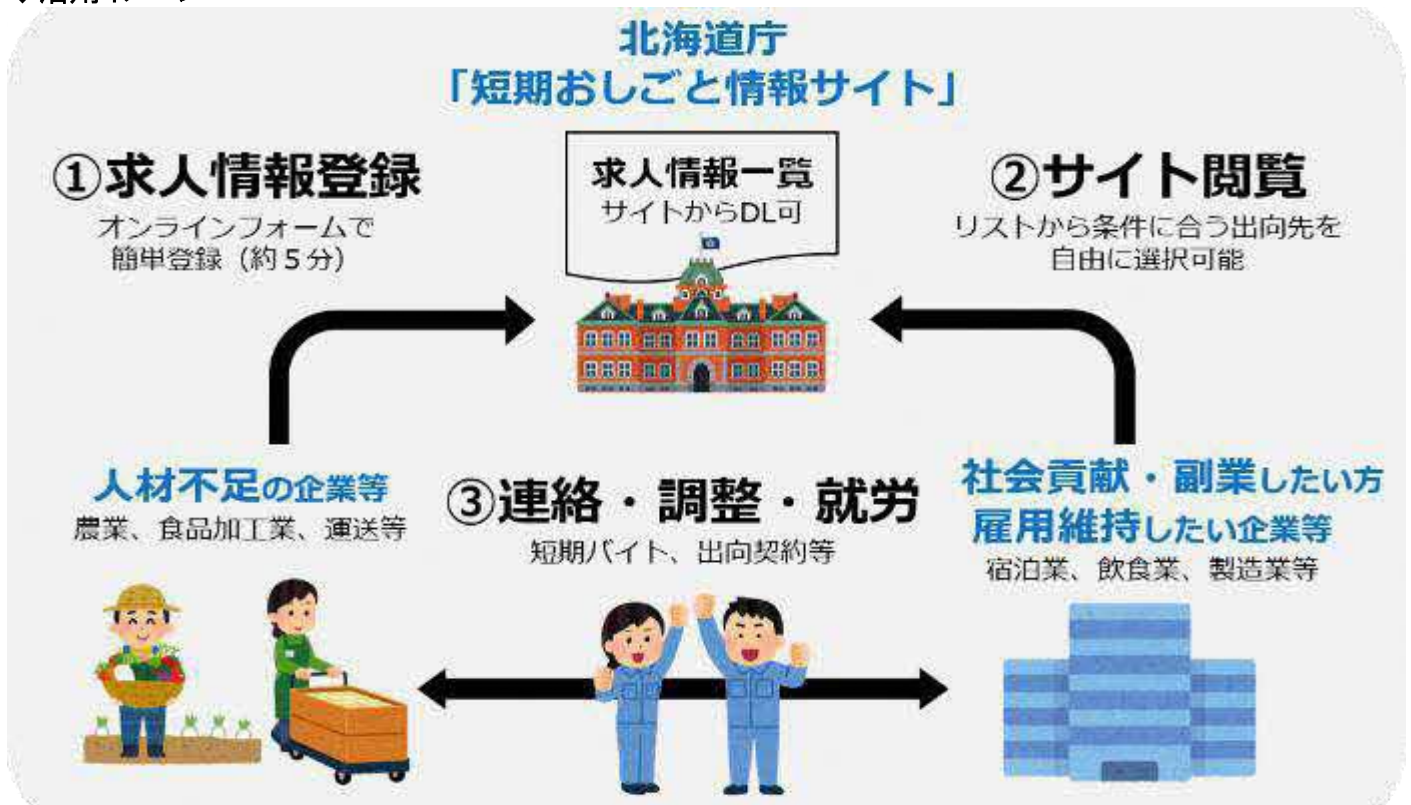 北海道庁
「短期おしごと情報サイト」
①求人情報登録
オンラインフォームで
簡単登録（約５分）
求人情報一覧
サイトからDL可
②サイト閲覧
リストから条件に合う出向先を
自由に選択可能
人材不足の企業等
農業、食品加工業、運送等
③連絡・調整・就労
短期バイト、出向契約等
社会貢献・副業したい方
雇用維持したい企業等
宿泊業、飲食業、製造業等